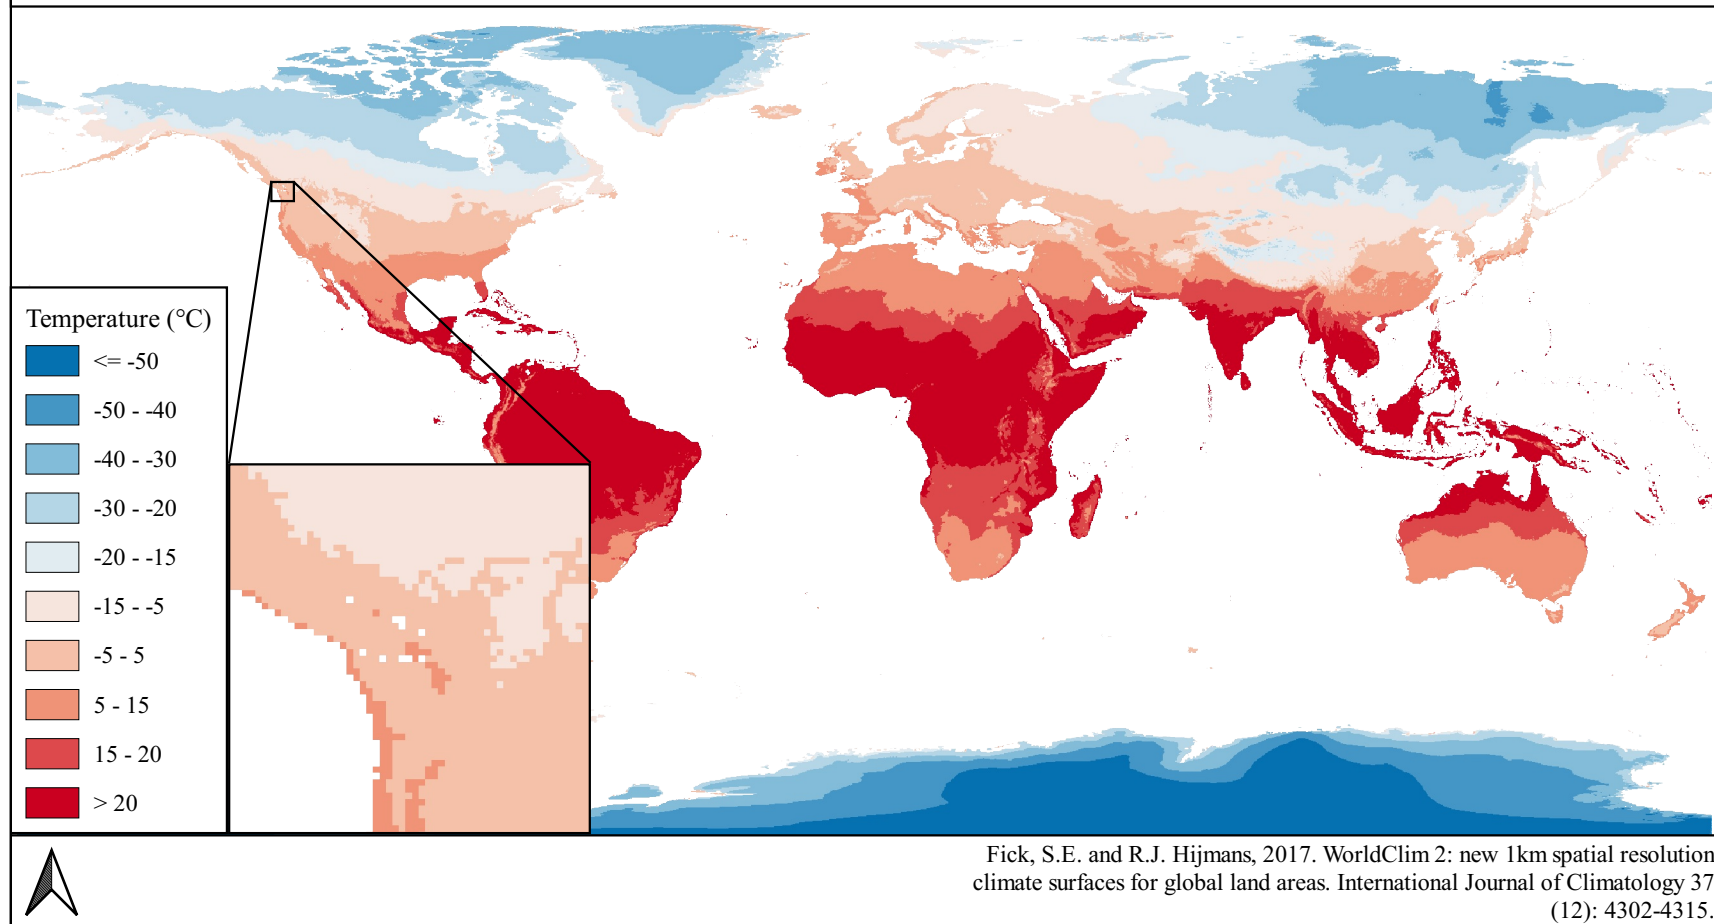 Temperature (°C)
<= -50
-50 - -40
-40 - -30
-30 - -20
-20 - -15
-15 - -5
-5 - 5
5 - 15
15 - 20
> 20
Fick, S.E. and R.J. Hijmans, 2017. WorldClim 2: new 1km spatial resolution
climate surfaces for global land areas. International Journal of Climatology 37
(12): 4302-4315.